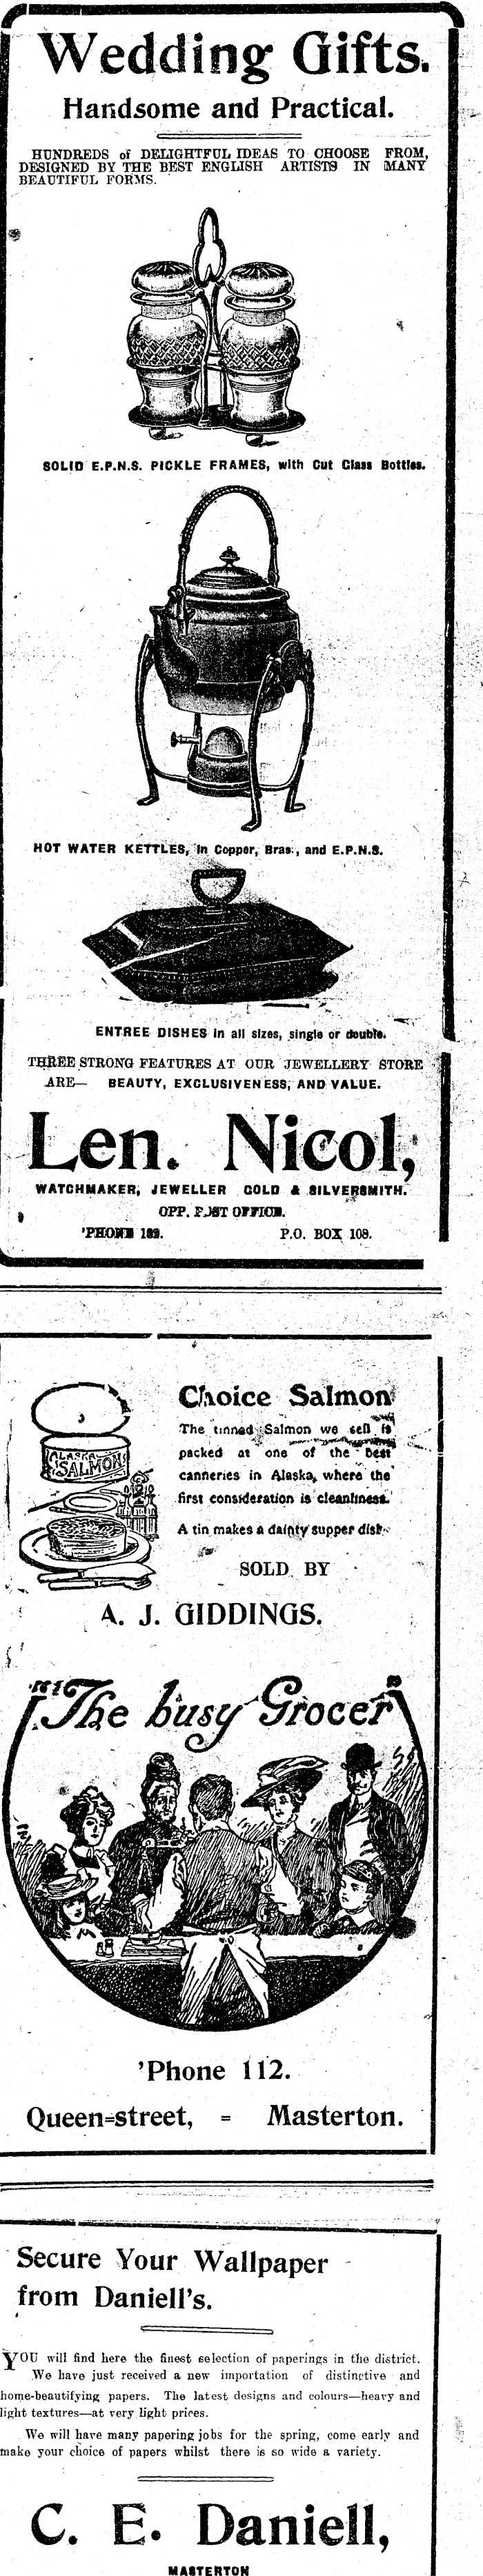 Wedding Gifts.
Handsome and Practical.
HUNDREDS of DELIGHTFUL IDEAS TO CHOOSE FROM,
DESIGNED BY THE BEST ENGLISH ARTISTS IN MANY
BEAUTIFUL FORMS.
SOLID E.P.N.S. PICKLE FRAMES, with Cut Glass Bottles.
HOT WATER KETTLES, in Copper, Bras:, and E.P.N.S.
ENTREE DISHES in all sizes, single or double.
THREE STRONG FEATURES AT OUR JEWELLERY STORE
ARE— BEAUTY, EXCLUSIVENESS, AND VALUE.
Len. Nicol,
WATCHMAKER, JEWELLER GOLD & SILVERSMITH.
OPP. POST OFFICE.
'PHONE P.O. BOX 108.
Choice Salmon
The tinned Salmon we sell is
packed at one of the best
canneries in Alaska, where the
first consideration is cleanliness.
A tin makes a dainty supper dish
ALASKA
SALMON
SOLD BY
A. J. GIDDINGS.
The busy Grocer
'Phone 112.
Queen=street, = Masterton.
Secure Your Wallpaper
from Daniell's.
YOU will find here the finest selection of paperings in the district.
We have just received a new importation of distinctive and
home-beautifying papers. The latest designs and colours—heavy and
light textures—at very light prices.
We will have many papering jobs for the spring, come early and
make your choice of papers whilst there is so wide a variety.
C. E. Daniell,
MASTERTON